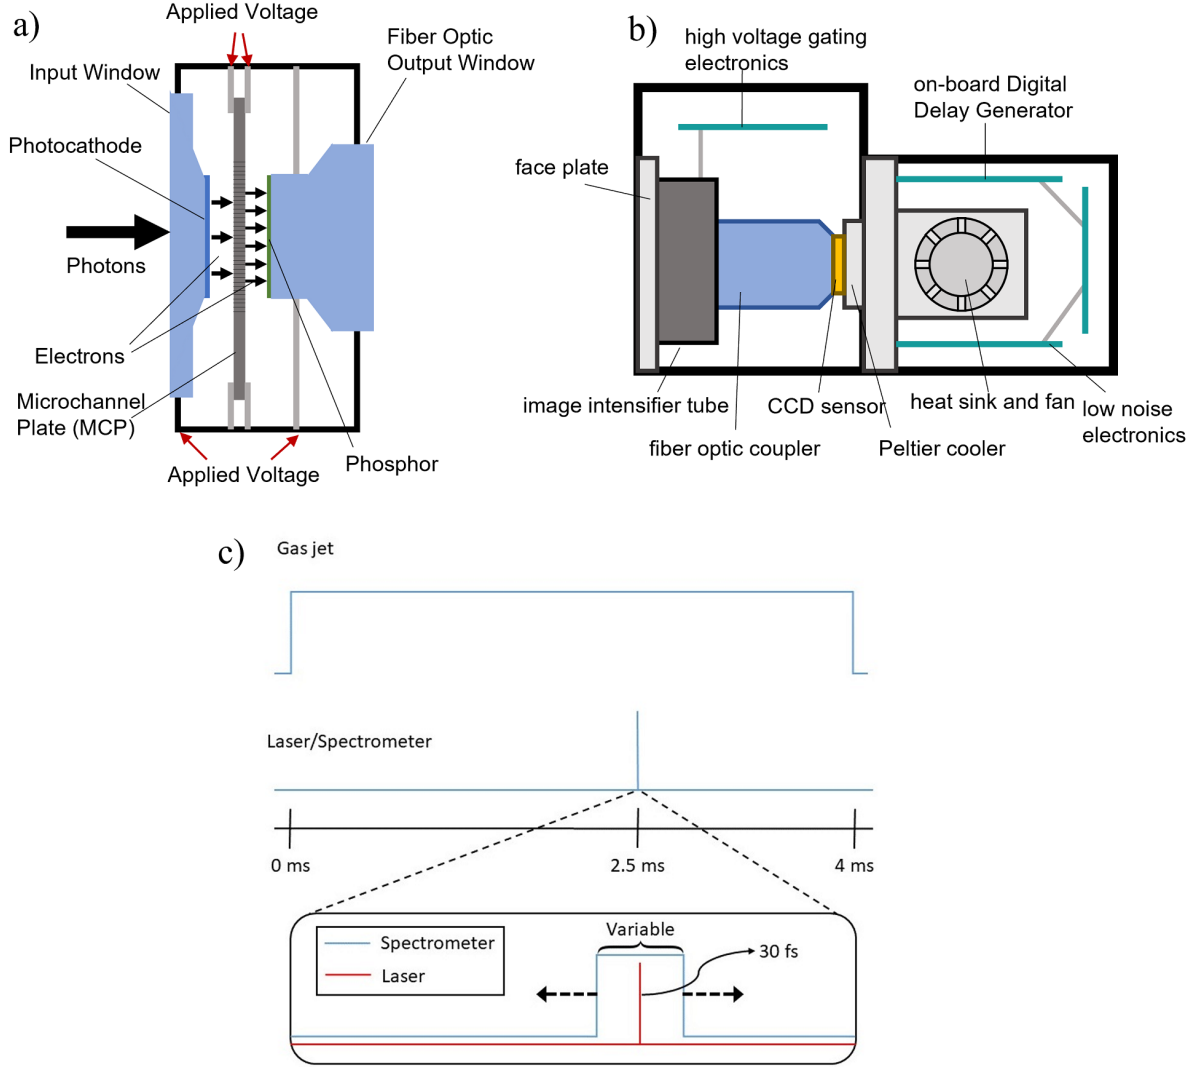 a)
Applied Voltage
Input Window
Fiber Optic
Output Window
Photocathode
Photons
Electrons
Microchannel
Plate (MCP)
Applied Voltage
Phosphor
b)
high voltage gating
electronics
on-board Digital
Delay Generator
face plate
image intensifier tube
CCD sensor
heat sink and fan
low noise
electronics
fiber optic coupler
Peltier cooler
c)
Gas jet
Laser/Spectrometer
0 ms
2.5 ms
4 ms
Spectrometer
Laser
Variable
30 fs